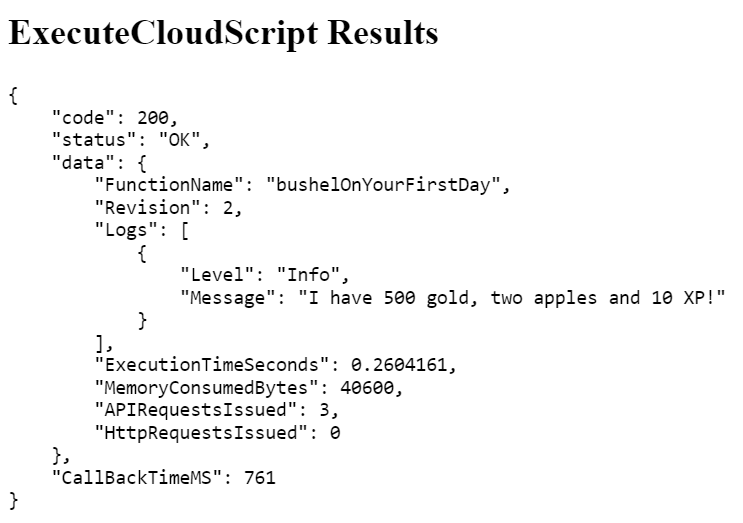 ExecuteCloudScript Results
{
    "code": 200,
    "status": "OK",
    "data": {
        "FunctionName": "bushelOnYourFirstDay",
        "Revision": 2,
        "Logs": [
            {
                "Level": "Info",
                "Message": "I have 500 gold, two apples and 10 XP!"
            }
        ],
        "ExecutionTimeSeconds": 0.2604161,
        "MemoryConsumedBytes": 40600,
        "APIRequestsIssued": 3,
        "HttpRequestsIssued": 0
    },
    "CallBackTimeMS": 761
}